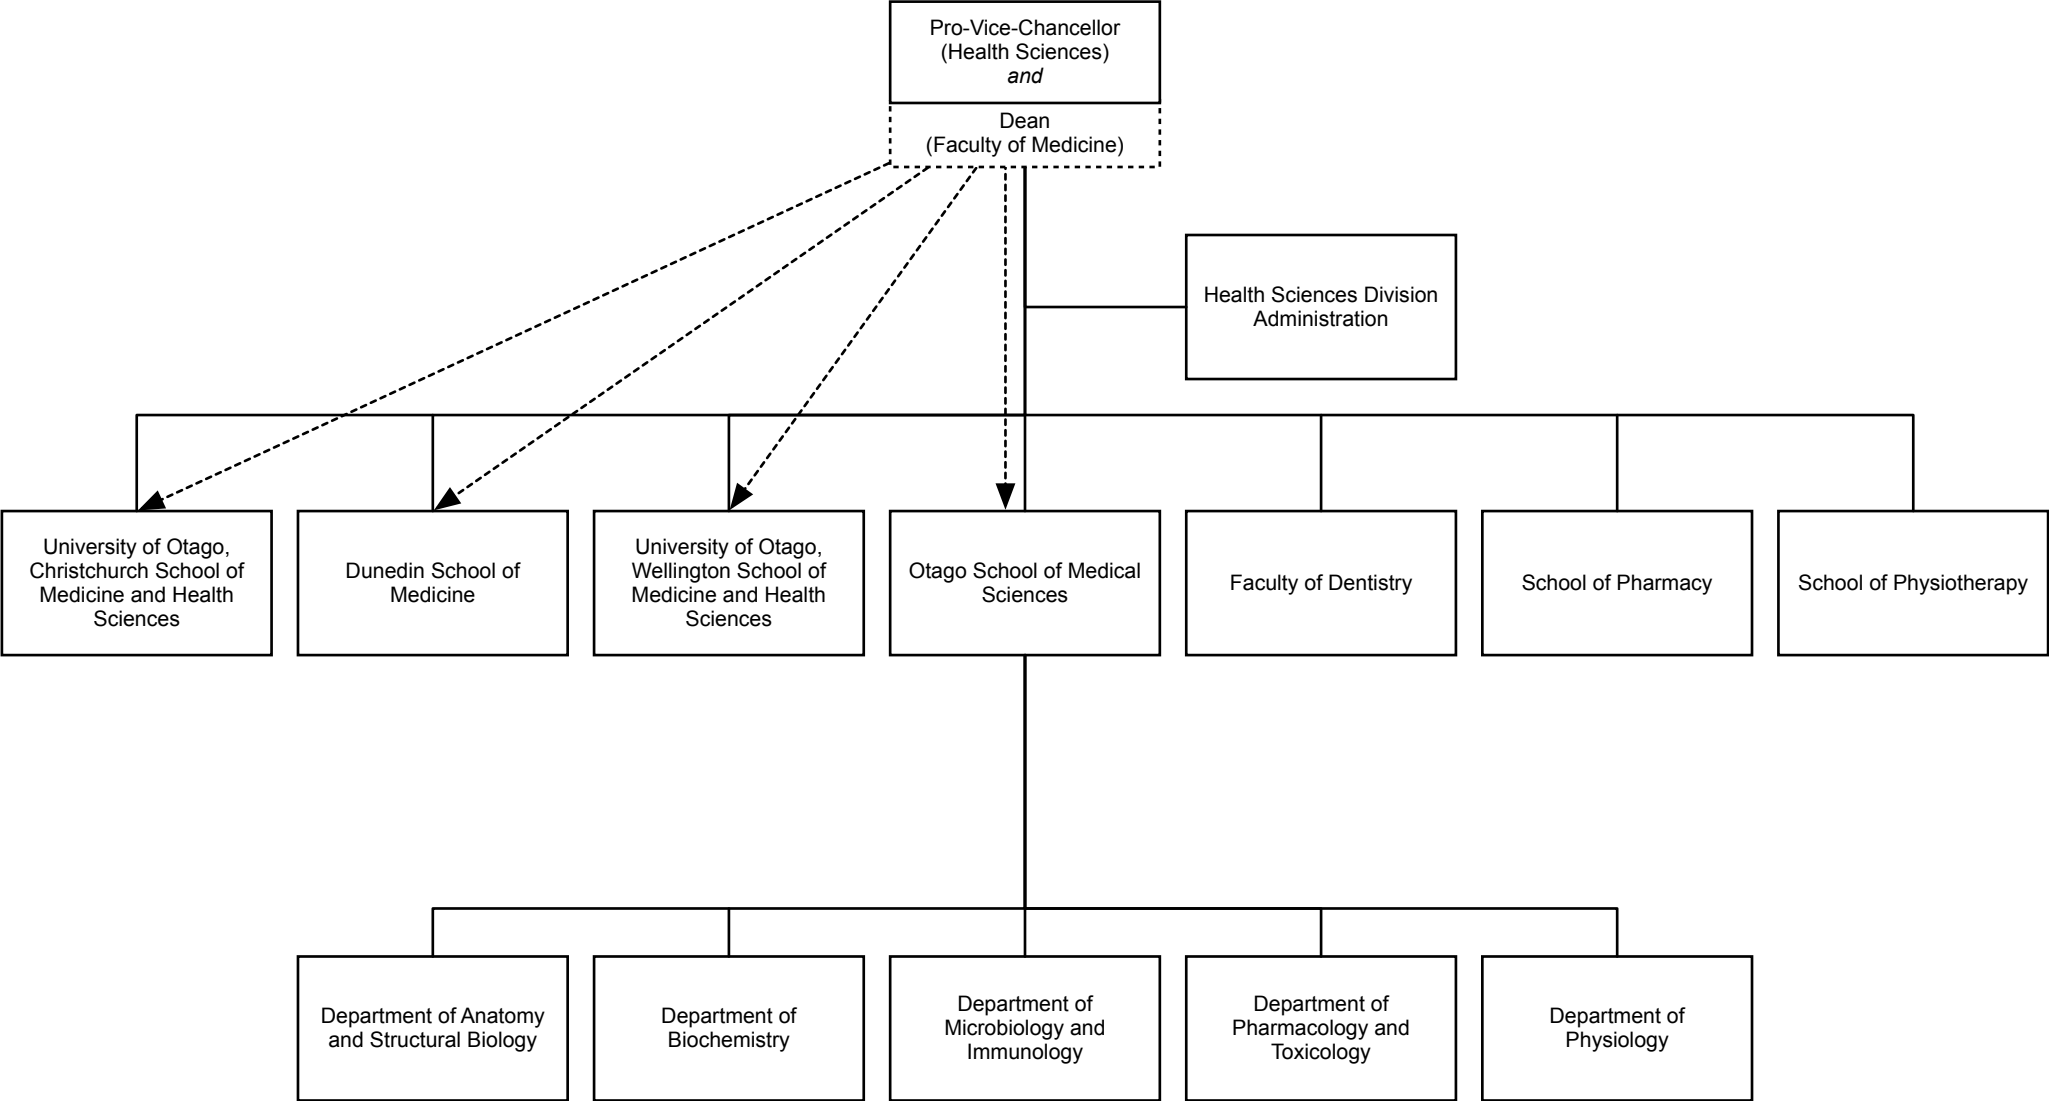 Pro-Vice-Chancellor
(Health Sciences)
and
Dean
(Faculty of Medicine)
Health Sciences Division
Administration
University of Otago,
Christchurch School of
Medicine and Health
Sciences
Dunedin School of
Medicine
University of Otago,
Wellington School of
Medicine and Health
Sciences
Otago School of Medical
Sciences
Faculty of Dentistry
School of Pharmacy
School of Physiotherapy
Department of Anatomy
and Structural Biology
Department of
Biochemistry
Department of
Microbiology and
Immunology
Department of
Pharmacology and
Toxicology
Department of
Physiology